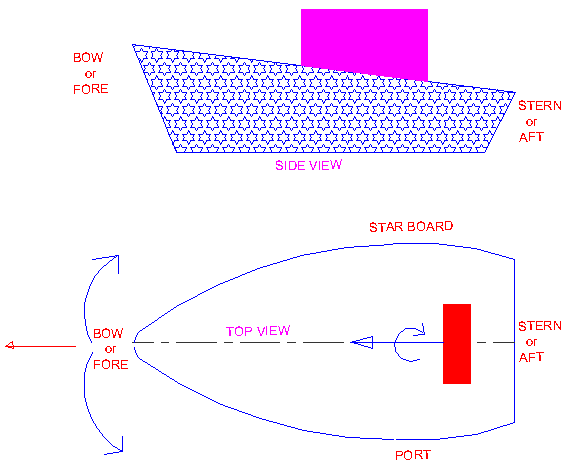 BOW
or
FORE
STERN
or
AFT
SIDE VIEW
STAR BOARD
TOP VIEW
BOW
or
FORE
STERN
or
AFT
PORT